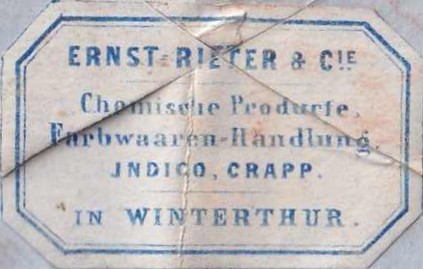 ERNST RIETER & CIE
Chemische Producte,
Farbwaaren-Handlung,
INDIGO, CRAPP.
IN WINTERTHUR.